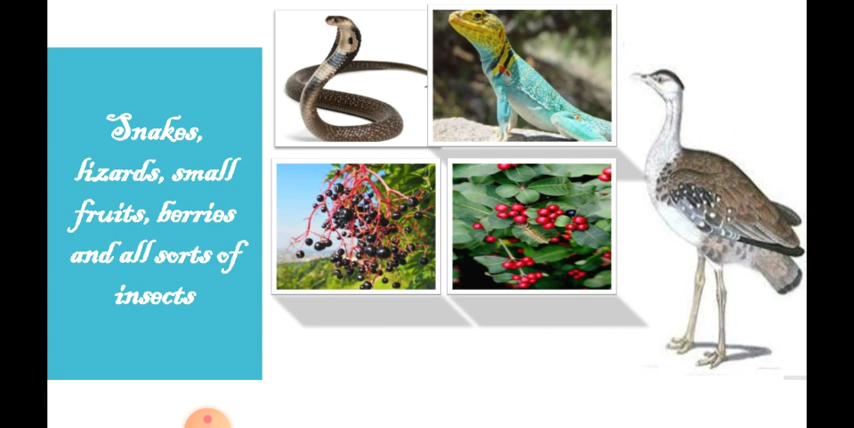 Snakes,
lizards, small
fruits, berries
and all sorts of
insects